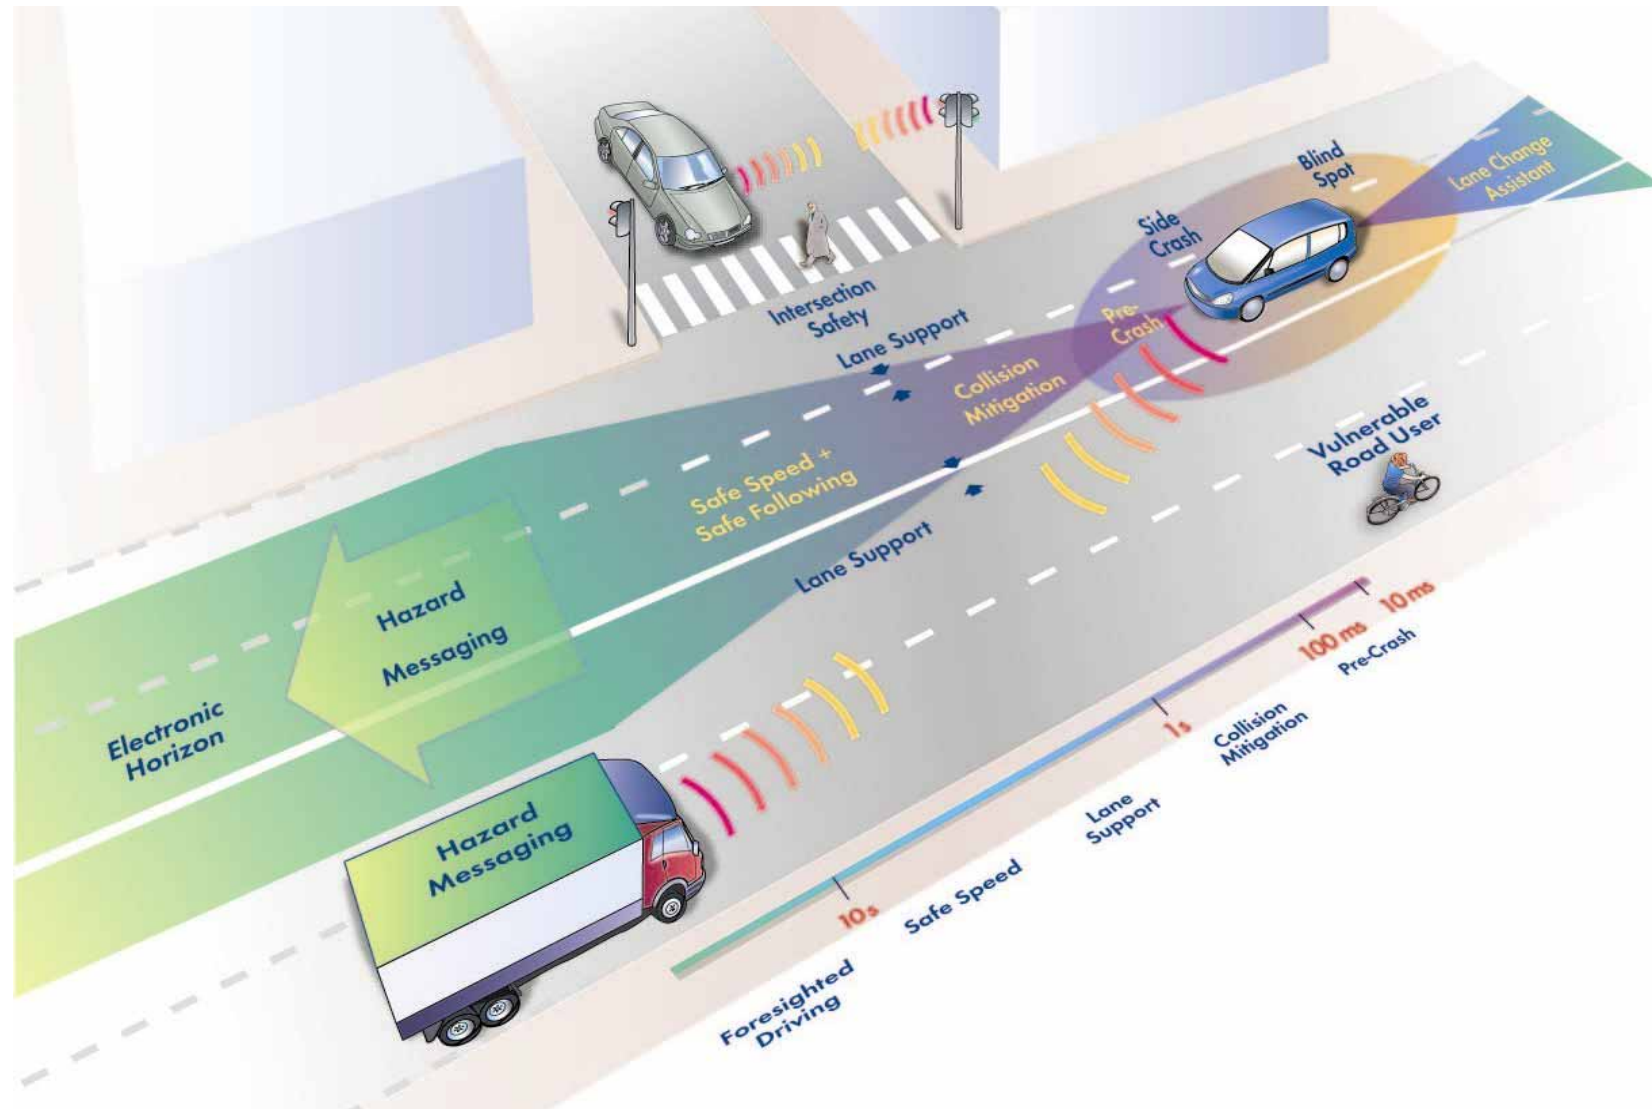 Blind
Spot
Lane Change
Assistant
Side
Crash
Intersection
Safety
Lane Support
Pre-
Crash
Collision
Mitigation
Vulnerable
Road User
Safe Speed +
Safe Following
Lane Support
Hazard
Messaging
Electronic
Horizon
Hazard
Messaging
10 ms
100 ms
Pre-Crash
1s
Collision
Mitigation
Lane
Support
10s
Safe Speed
Foresighted
Driving